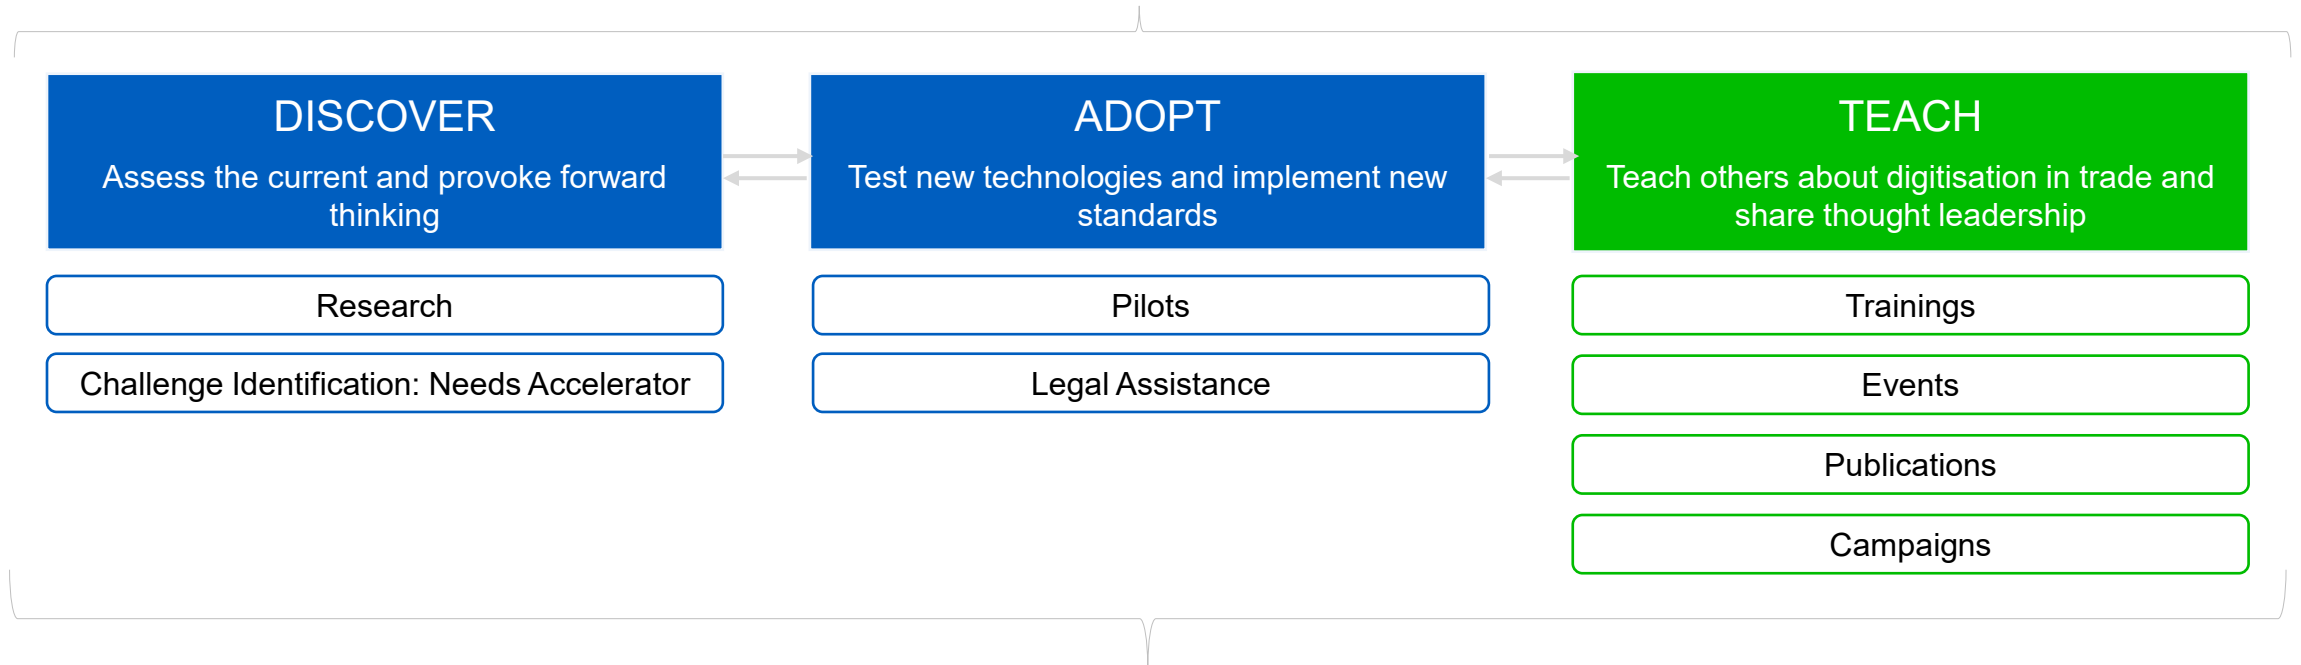 DISCOVER
Assess the current and provoke forward
thinking
Research
Challenge Identification: Needs Accelerator
ADOPT
Test new technologies and implement new
standards
Pilots
Legal Assistance
TEACH
Teach others about digitisation in trade and
share thought leadership
Trainings
Events
Publications
Campaigns